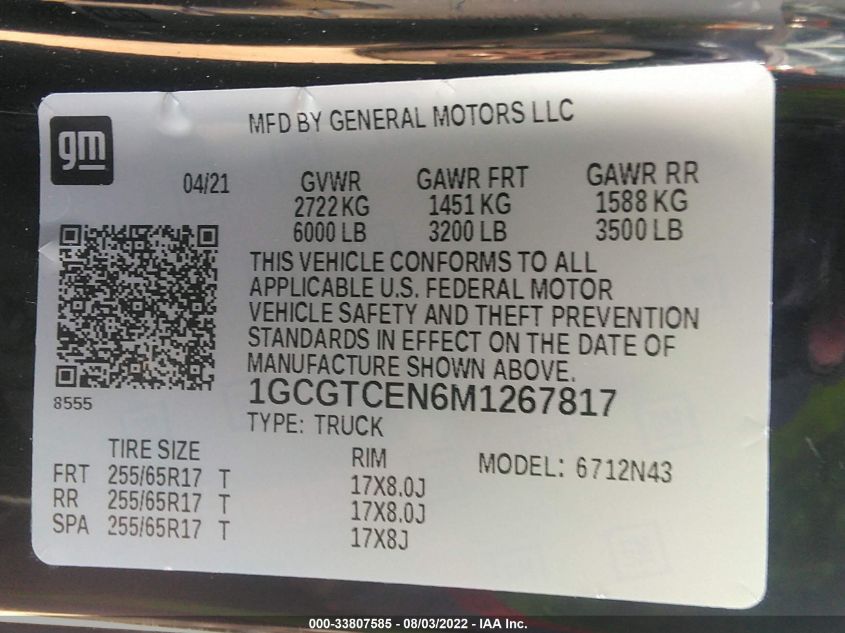 gm
MFD BY GENERAL MOTORS LLC
04/21
GVWR GAWR FRT GAWR RR
2722 KG 1451 KG 1588 KG
6000 LB 3200 LB 3500 LB
THIS VEHICLE CONFORMS TO ALL
APPLICABLE U.S. FEDERAL MOTOR
VEHICLE SAFETY AND THEFT PREVENTION
STANDARDS IN EFFECT ON THE DATE OF
MANUFACTURE SHOWN ABOVE.
8555
1GCGTCEN6M1267817
TYPE: TRUCK
TIRE SIZE RIM MODEL: 6712N43
FRT 255/65R17 T 17X8.0J
RR 255/65R17 T 17X8.0J
SPA 255/65R17 T 17X8J
000-33807585 - 08/03/2022 - IAA Inc.